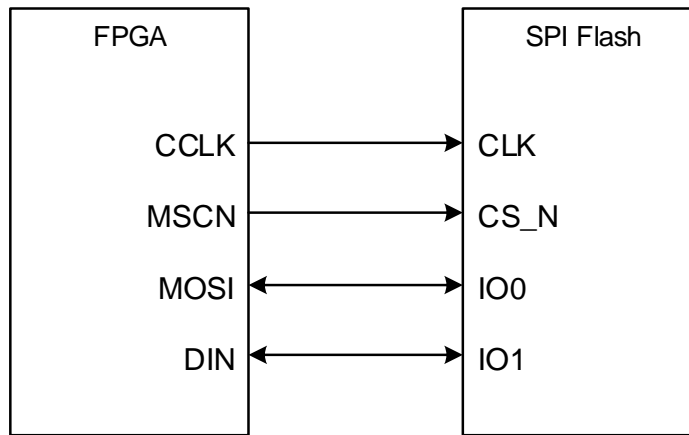 FPGA
SPI Flash
CCLK
CLK
MSCN
CS_N
MOSI
IO0
DIN
IO1